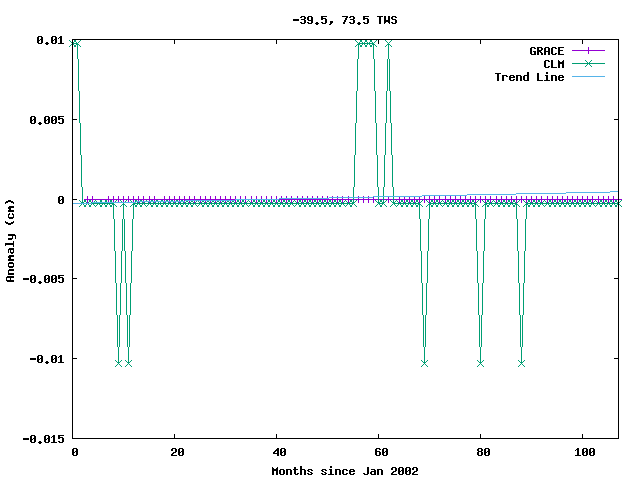 -39.5, 73.5 TWS
GRACE
CLM
Trend Line
0.01
0.005
0
-0.005
-0.01
-0.015
Anomaly (cm)
0 20 40 60 80 100
Months since Jan 2002